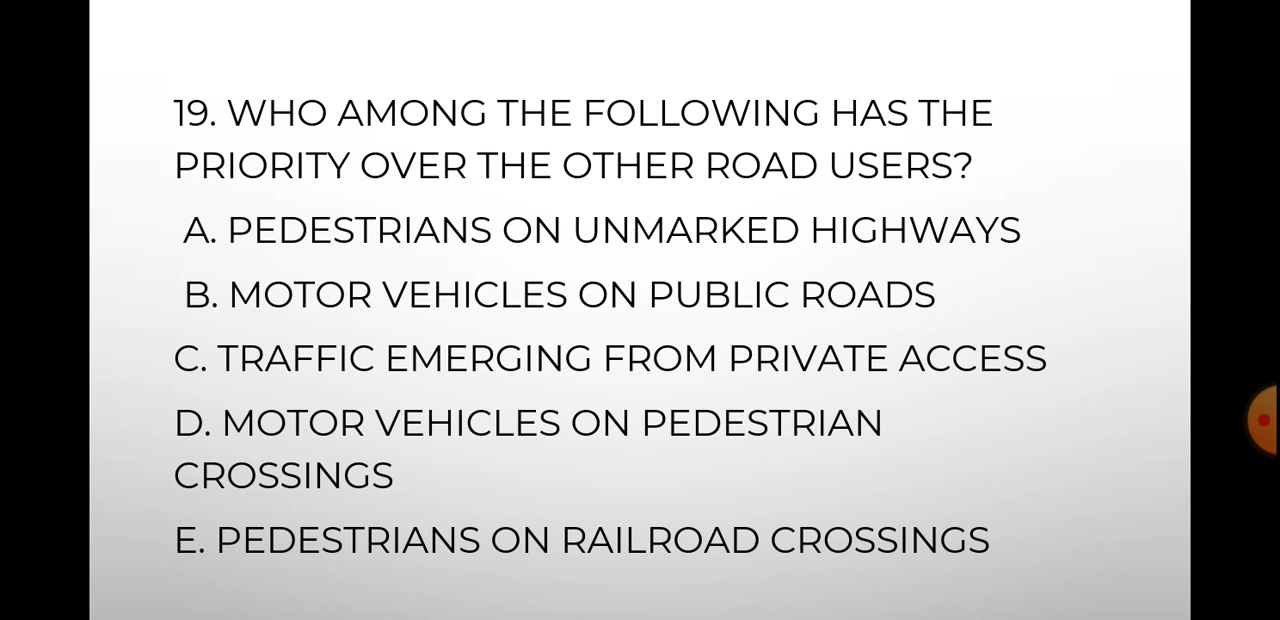 19. WHO AMONG THE FOLLOWING HAS THE
PRIORITY OVER THE OTHER ROAD USERS?
A. PEDESTRIANS ON UNMARKED HIGHWAYS
B. MOTOR VEHICLES ON PUBLIC ROADS
C. TRAFFIC EMERGING FROM PRIVATE ACCESS
D. MOTOR VEHICLES ON PEDESTRIAN
CROSSINGS
E. PEDESTRIANS ON RAILROAD CROSSINGS